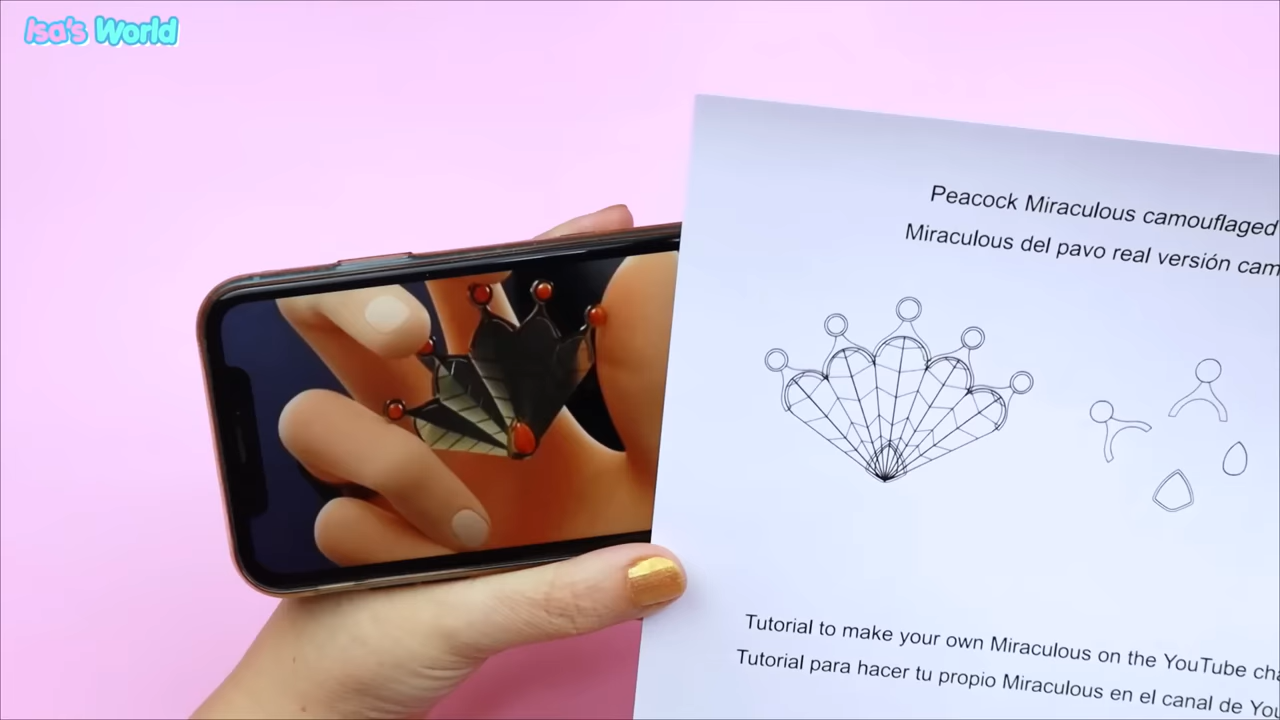 Isa's World
Peacock Miraculous camouflaged
Miraculous del pavo real versión cam
Tutorial to make your own Miraculous on the YouTube cha
Tutorial para hacer tu propio Miraculous en el canal de You